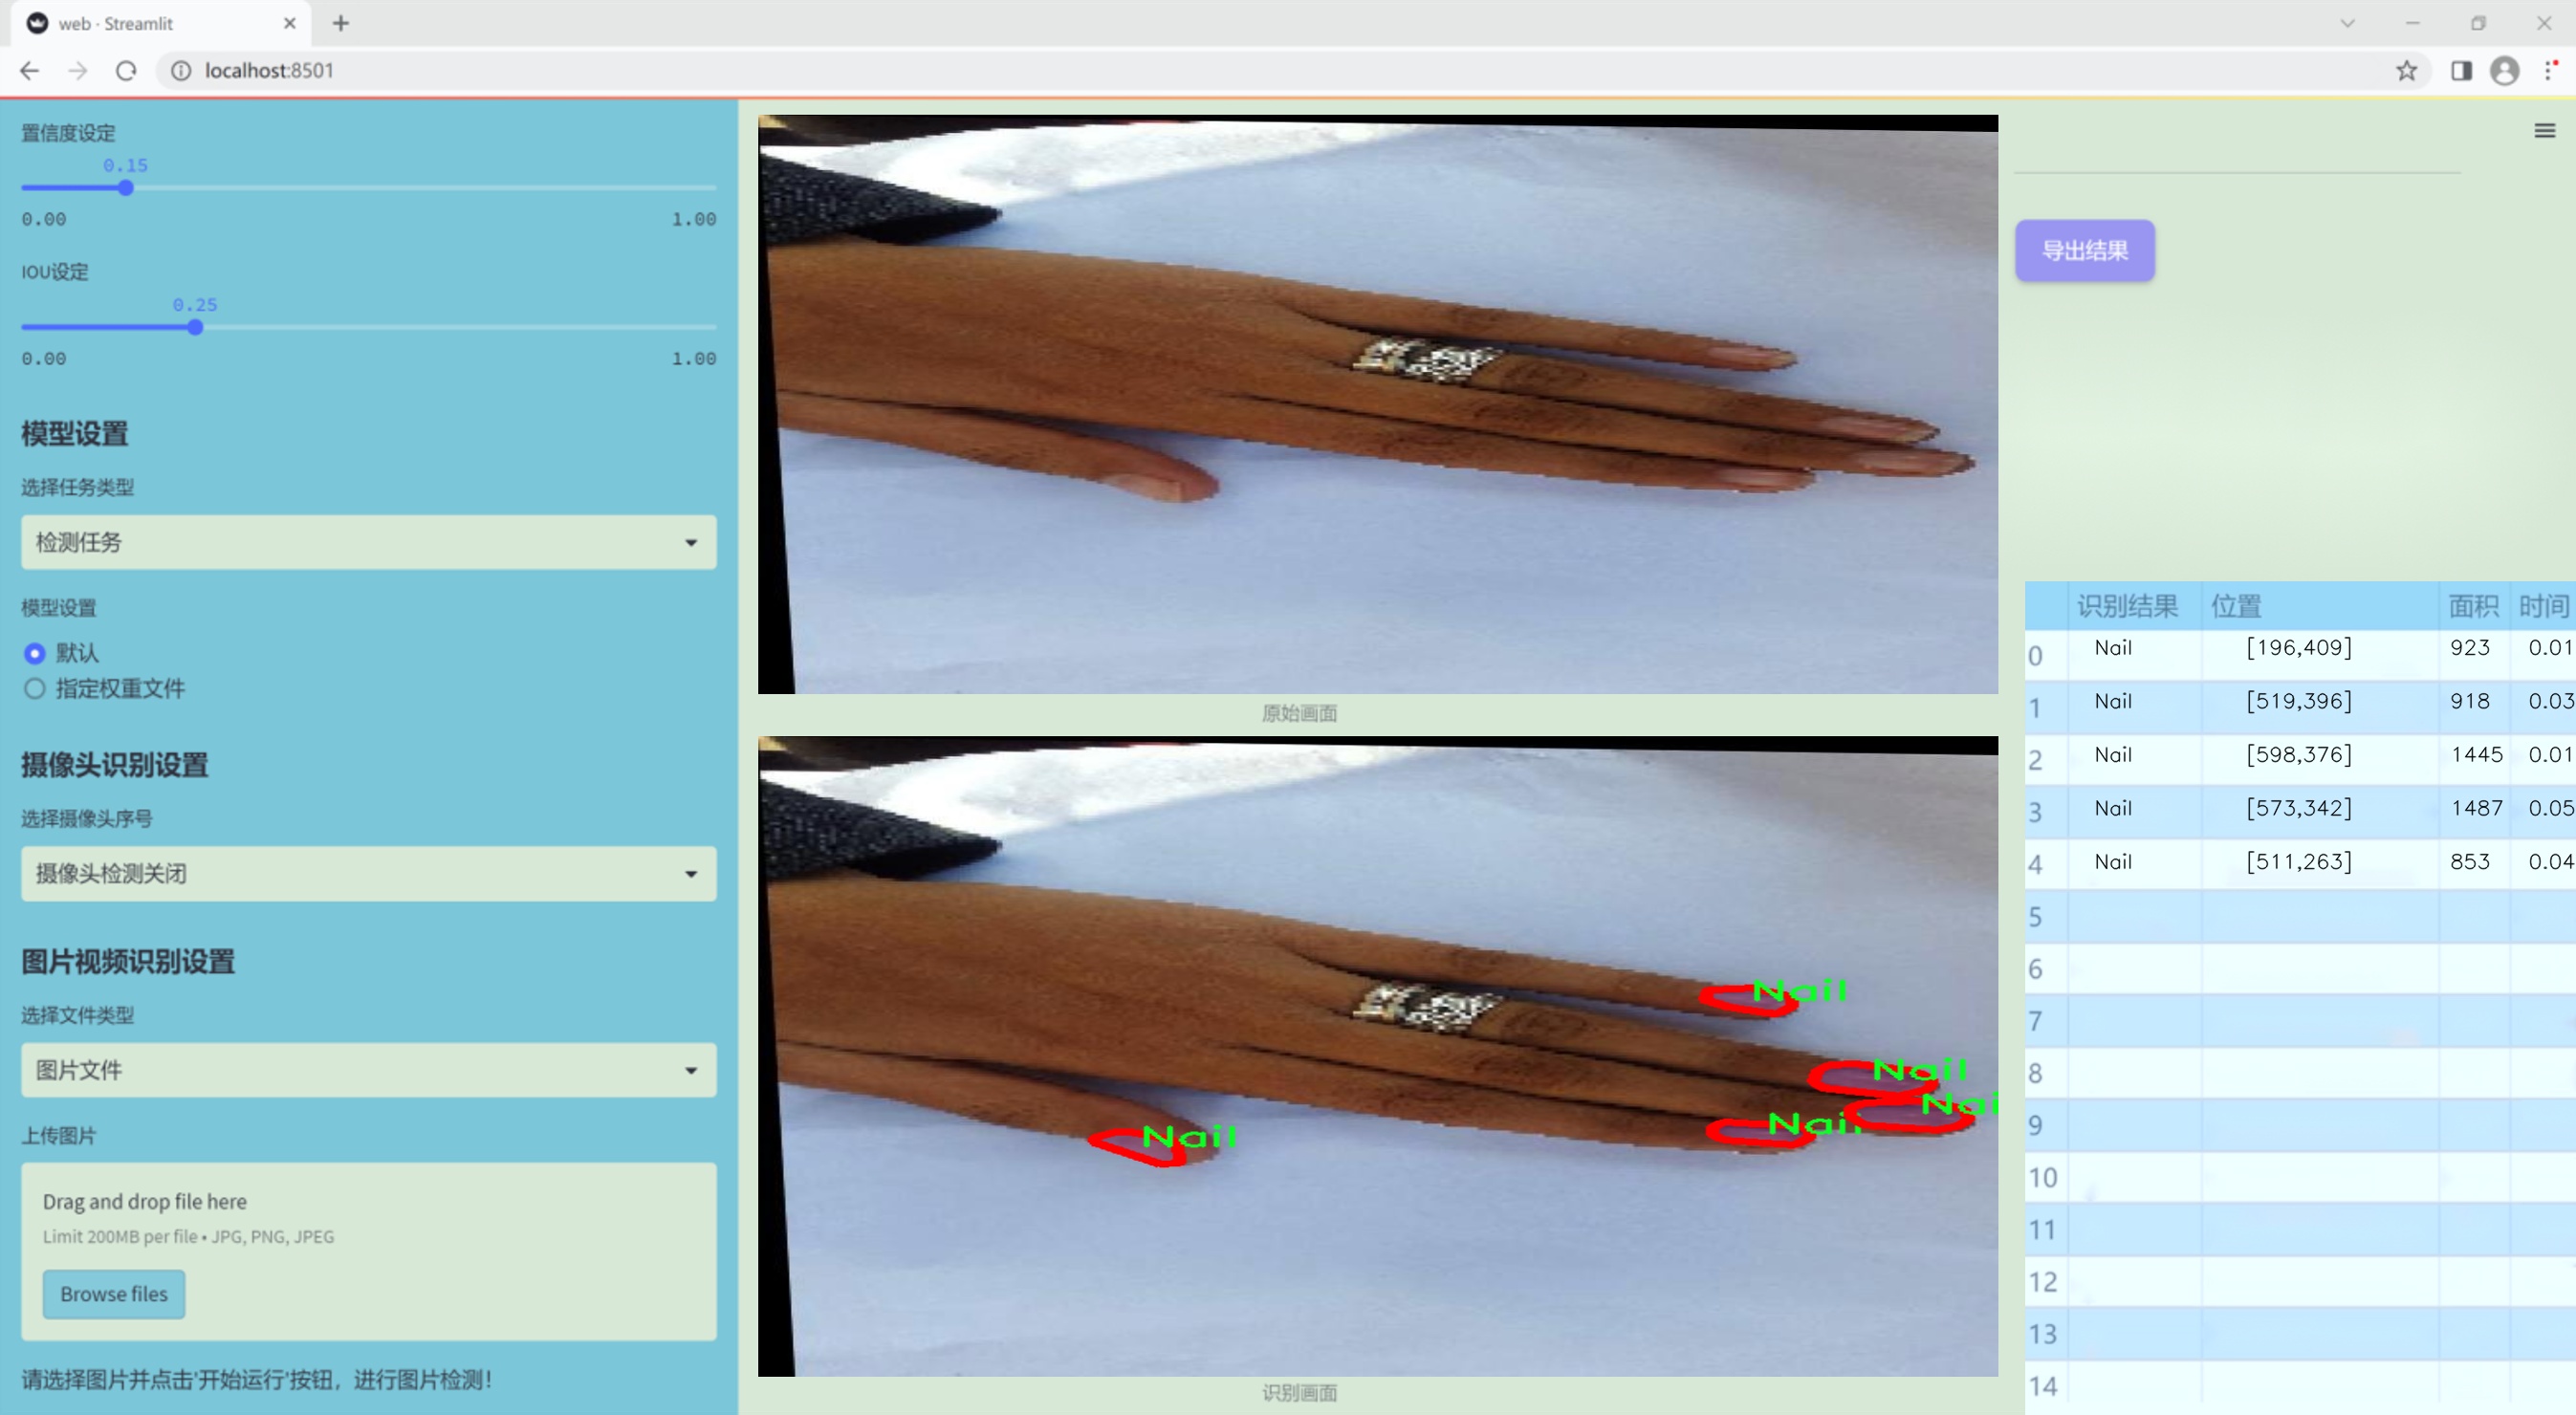 web · Streamlit
localhost:8501
置信度设定
0.15
0.00 1.00
IOU设定
0.25
0.00 1.00
模型设置
选择任务类型
检测任务
模型设置
默认
指定权重文件
摄像头识别设置
选择摄像头序号
摄像头检测关闭
图片视频识别设置
选择文件类型
图片文件
上传图片
Drag and drop file here
Limit 200MB per file • JPG, PNG, JPEG
Browse files
请选择图片并点击'开始运行'按钮，进行图片检测！
原始画面
Nail
Nail
Nai
Nail
Nail
识别画面
导出结果
识别结果 位置 面积 时间
0 Nail [196,409] 923 0.01
1 Nail [519,396] 918 0.03
2 Nail [598,376] 1445 0.01
3 Nail [573,342] 1487 0.05
4 Nail [511,263] 853 0.04
5
6
7
8
9
10
11
12
13
14